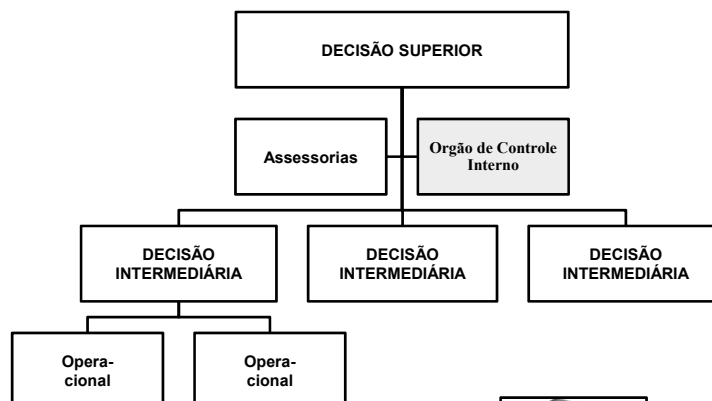 DECISÃO SUPERIOR
Assessorias
Orgão de Controle
Interno
DECISÃO
INTERMEDIÁRIA
DECISÃO
INTERMEDIÁRIA
DECISÃO
INTERMEDIÁRIA
Opera-
cional
Opera-
cional